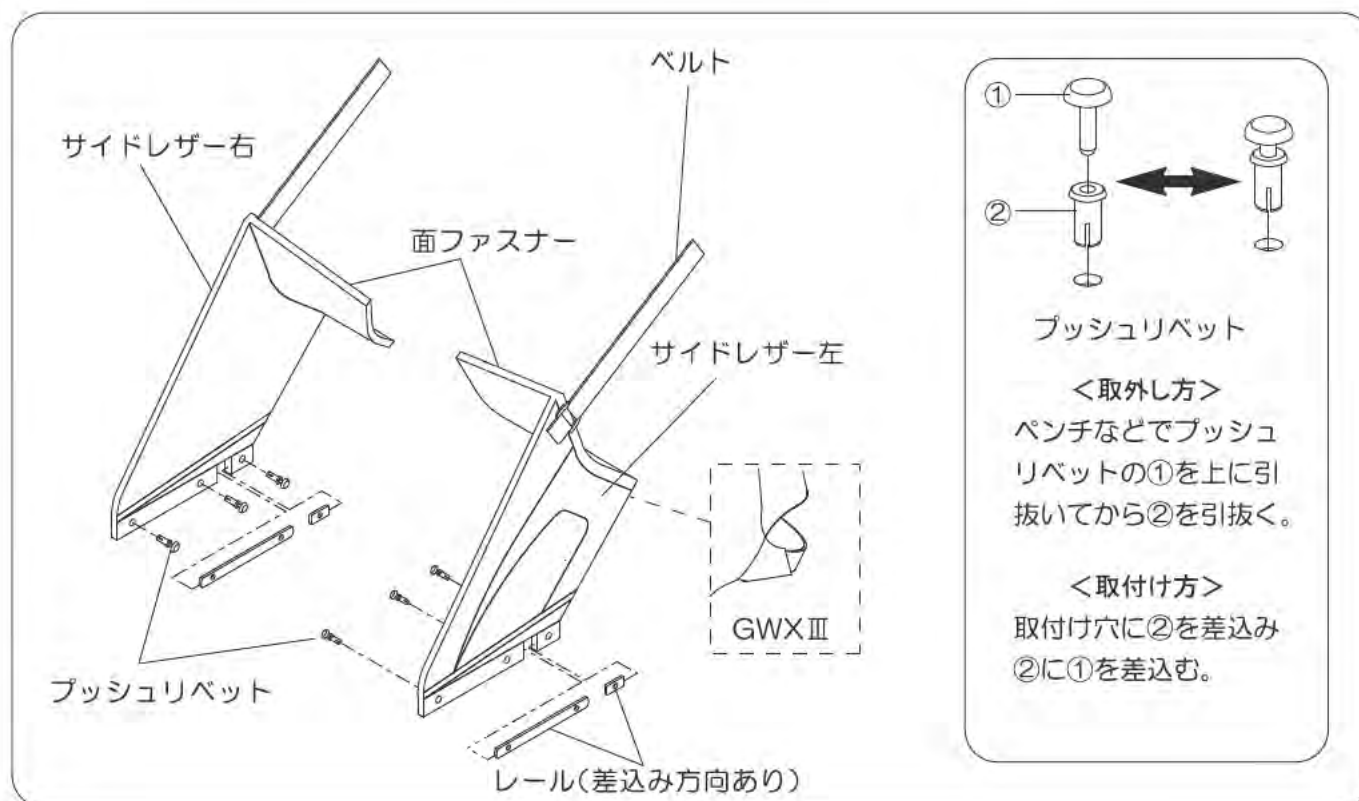 ベルト
サイドレザー右
面ファスナー
サイドレザー左
GWXⅢ
プッシュリベット
レール(差込み方向あり)
①
②
プッシュリベット
＜取外し方＞
ペンチなどでプッシュ
リベットの①を上に引
抜いてから②を引抜く。
＜取付け方＞
取付け穴に②を差込み
②に①を差込む。